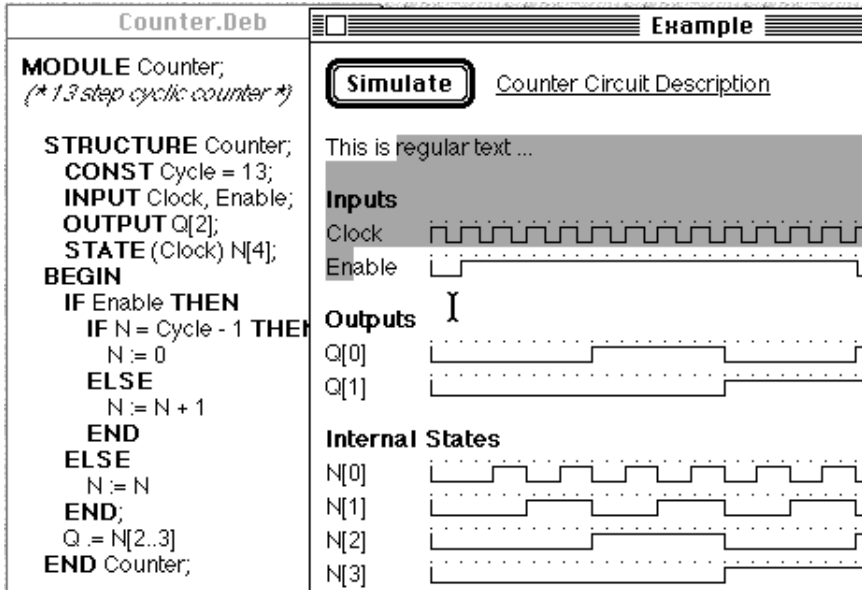 Counter.Deb
MODULE Counter;
(* 13 step cyclic counter *)
STRUCTURE Counter;
CONST Cycle = 13;
INPUT Clock, Enable;
OUTPUT Q[2];
STATE (Clock) N[4];
BEGIN
IF Enable THEN
IF N = Cycle - 1 THEN
N := 0
ELSE
N := N + 1
END
ELSE
N := N
END;
Q := N[2..3]
END Counter;
Example
Simulate Counter Circuit Description
This is regular text ...
Inputs
Clock
Enable
Outputs
Q[0]
Q[1]
Internal States
N[0]
N[1]
N[2]
N[3]